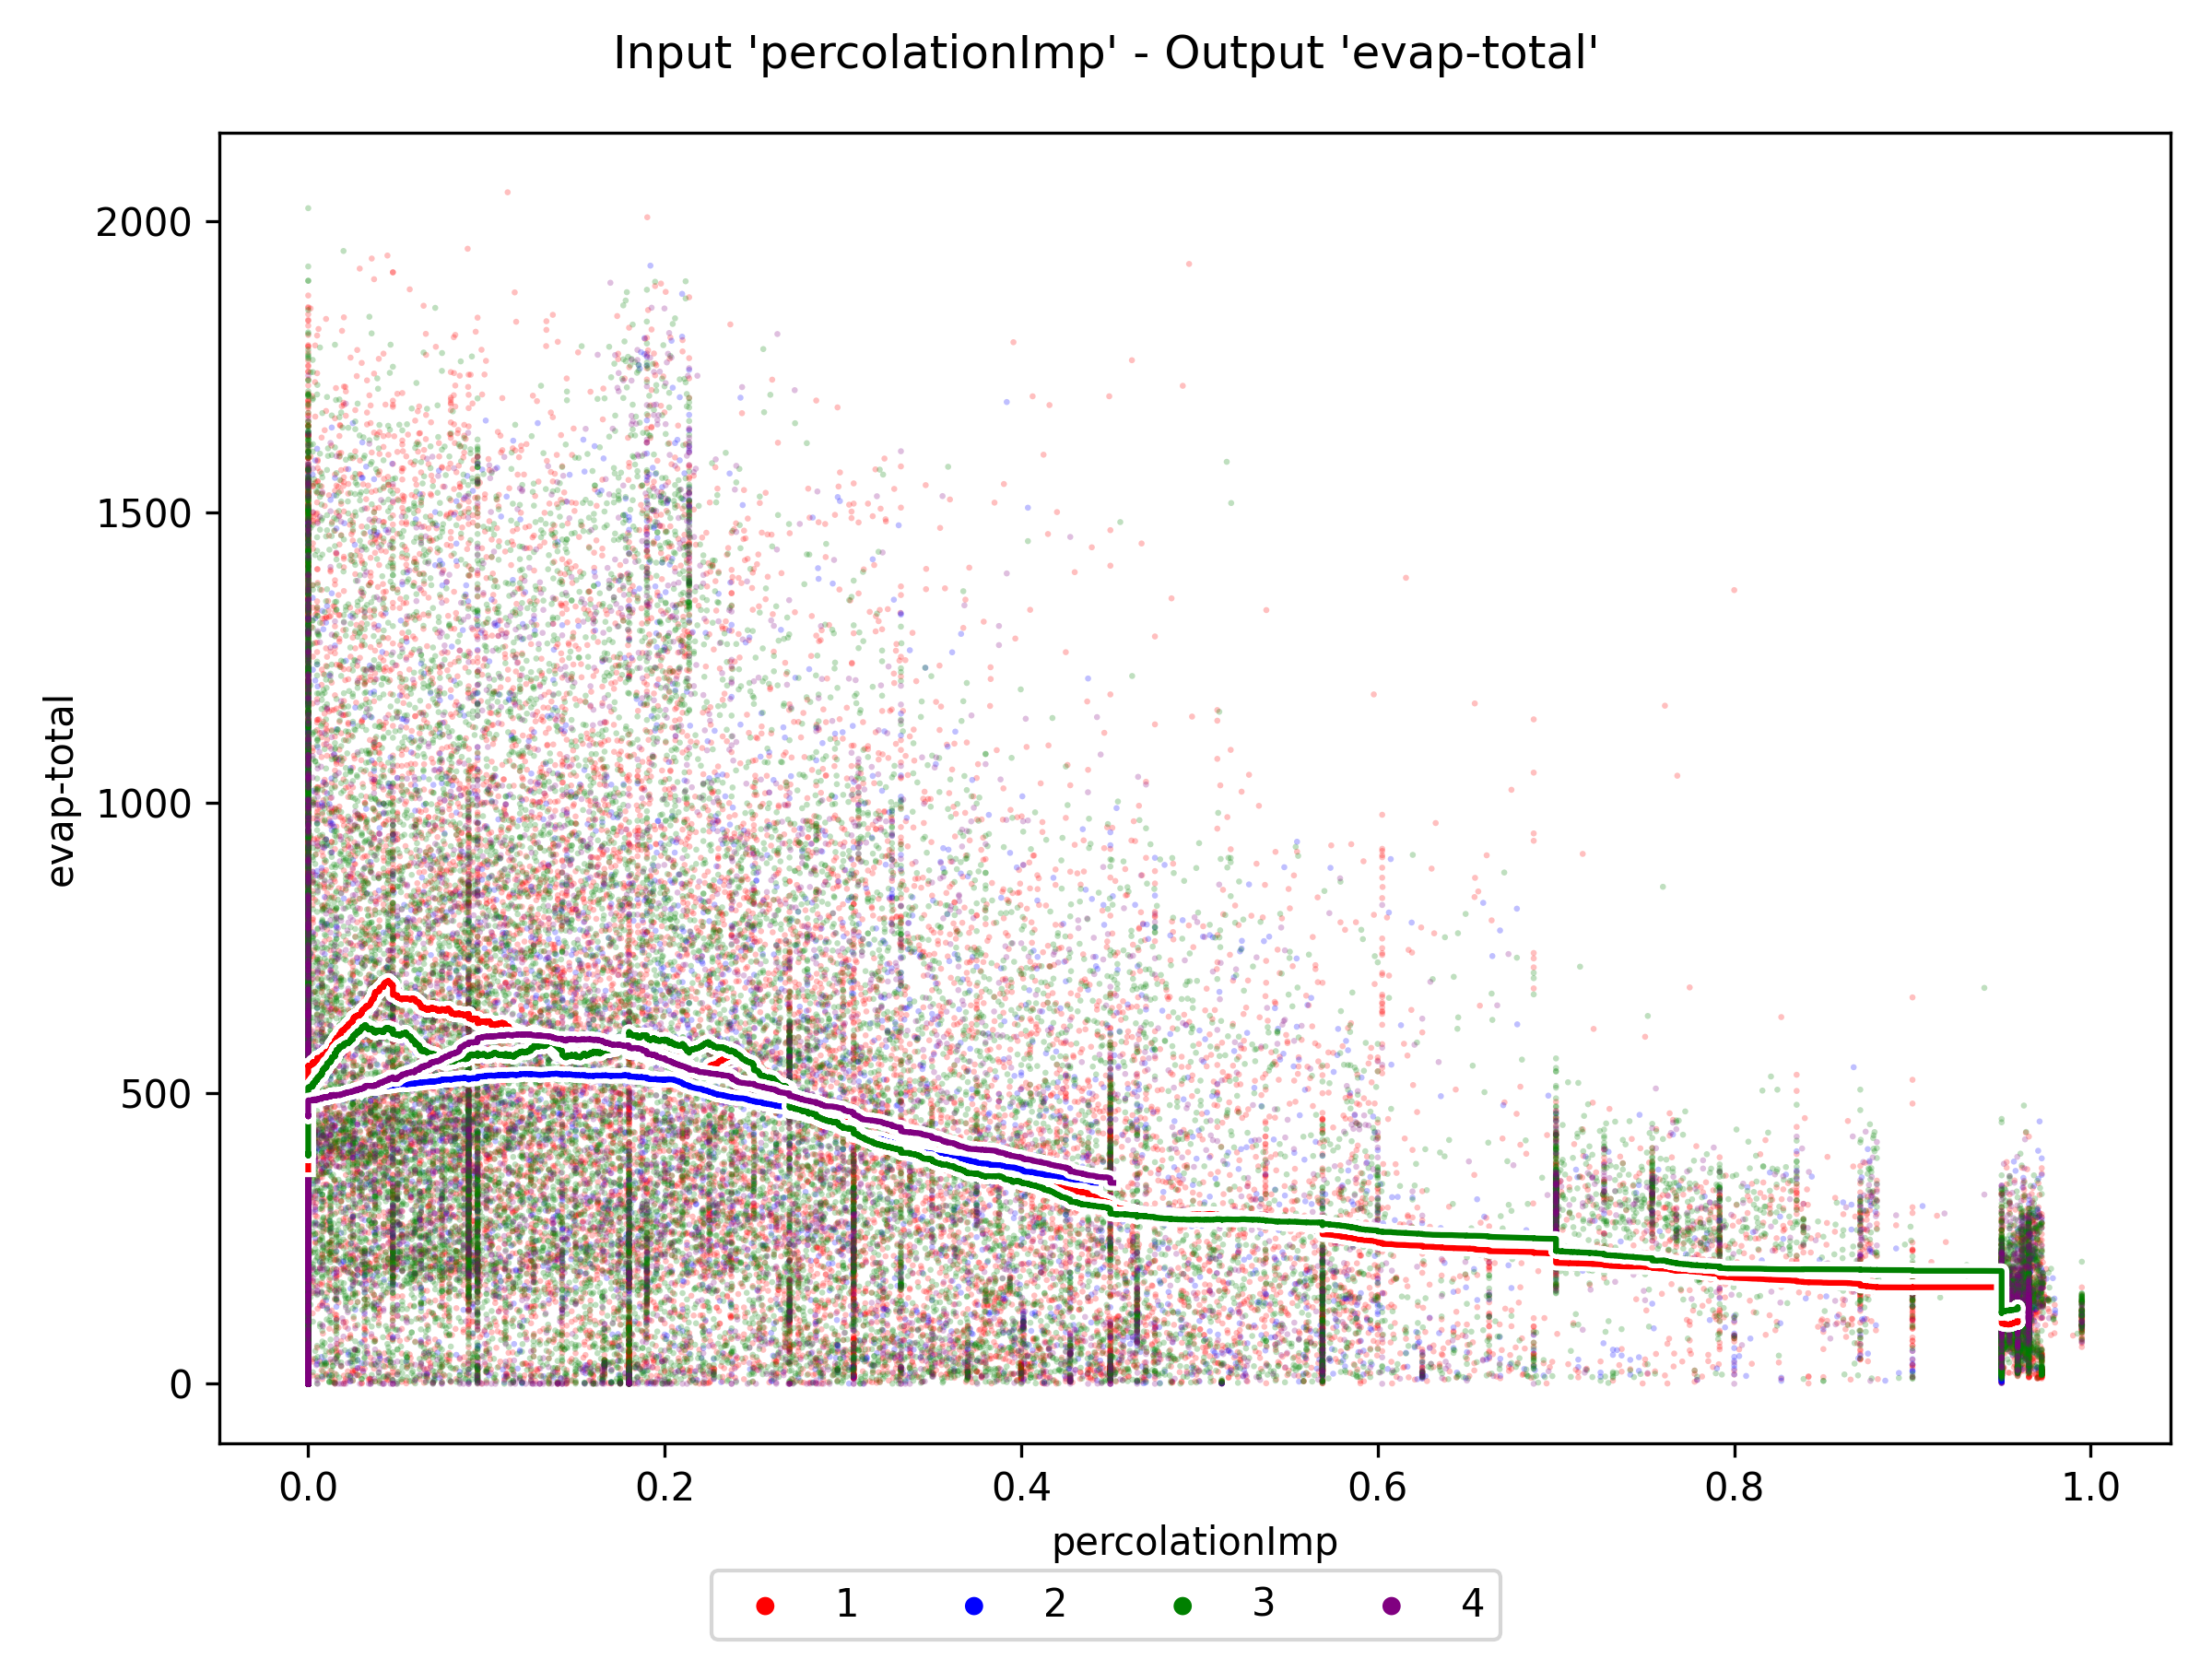 Input 'percolationImp' - Output 'evap-total'
2000
1500
1000
500
0
evap-total
0.0 0.2 0.4 0.6 0.8 1.0
percolationImp
1 2 3 4